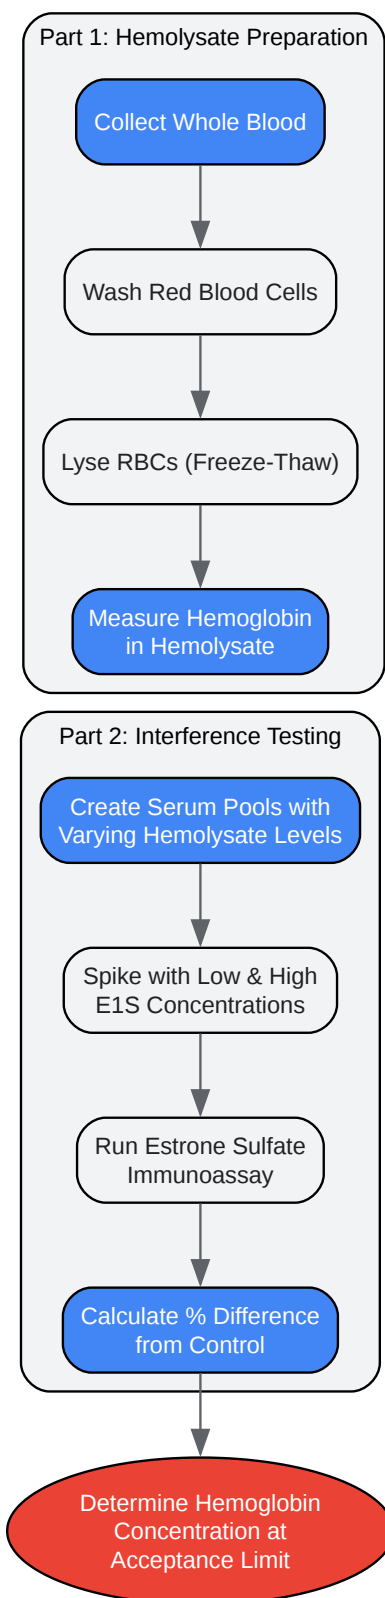 Part 1: Hemolysate Preparation
Collect Whole Blood
Wash Red Blood Cells
Lyse RBCs (Freeze-Thaw)
Measure Hemoglobin
in Hemolysate
Part 2: Interference Testing
Create Serum Pools with
Varying Hemolysate Levels
Spike with Low & High
E1S Concentrations
Run Estrone Sulfate
Immunoassay
Calculate % Difference
from Control
Determine Hemoglobin
Concentration at
Acceptance Limit